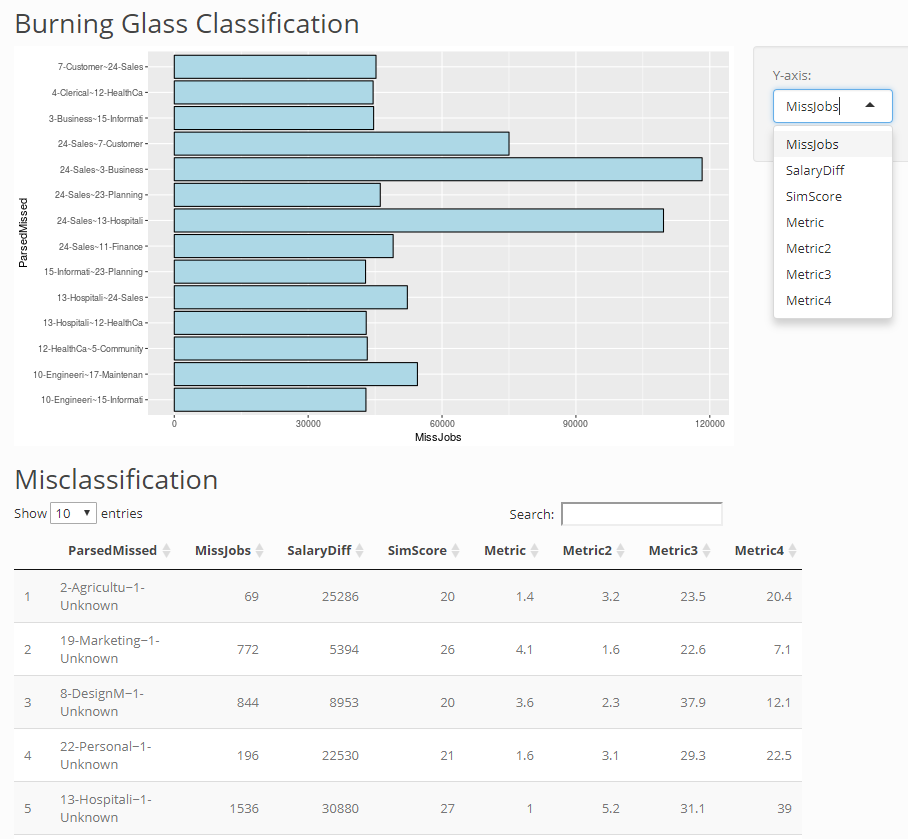 Burning Glass Classification
7-Customer~24-Sales
4-Clerical~12-HealthCa
3-Business~15-Informati
24-Sales~7-Customer
24-Sales~3-Business
24-Sales~23-Planning
24-Sales~13-Hospitali
24-Sales~11-Finance
15-Informati~23-Planning
13-Hospitali~24-Sales
13-Hospitali~12-HealthCa
12-HealthCa~5-Community
10-Engineeri~17-Maintenan
10-Engineeri~15-Informati
ParsedMissed
0 30000 60000 90000 120000
MissJobs
Y-axis:
MissJobs
MissJobs
SalaryDiff
SimScore
Metric
Metric2
Metric3
Metric4
Misclassification
Show 10 entries
Search:
ParsedMissed MissJobs SalaryDiff SimScore Metric Metric2 Metric3 Metric4
1 2-Agricultu~1- 69 25286 20 1.4 3.2 23.5 20.4
Unknown
2 19-Marketing~1- 772 5394 26 4.1 1.6 22.6 7.1
Unknown
3 8-DesignM~1- 844 8953 20 3.6 2.3 37.9 12.1
Unknown
4 22-Personal~1- 196 22530 21 1.6 3.1 29.3 22.5
Unknown
5 13-Hospitali~1- 1536 30880 27 1 5.2 31.1 39
Unknown